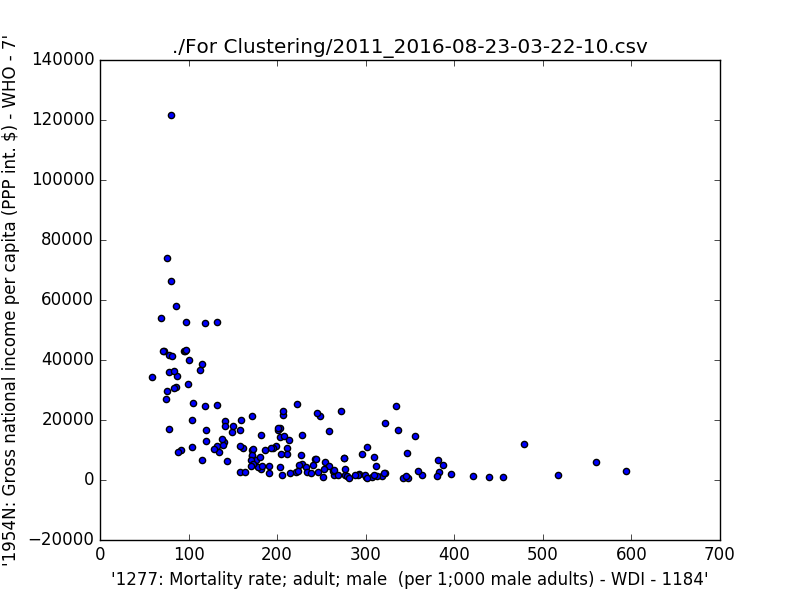 ./For Clustering/2011_2016-08-23-03-22-10.csv
'1954N: Gross national income per capita (PPP int. $) - WHO - 7'
140000
120000
100000
80000
60000
40000
20000
0
−20000
0 100 200 300 400 500 600 700
'1277: Mortality rate; adult; male  (per 1;000 male adults) - WDI - 1184'